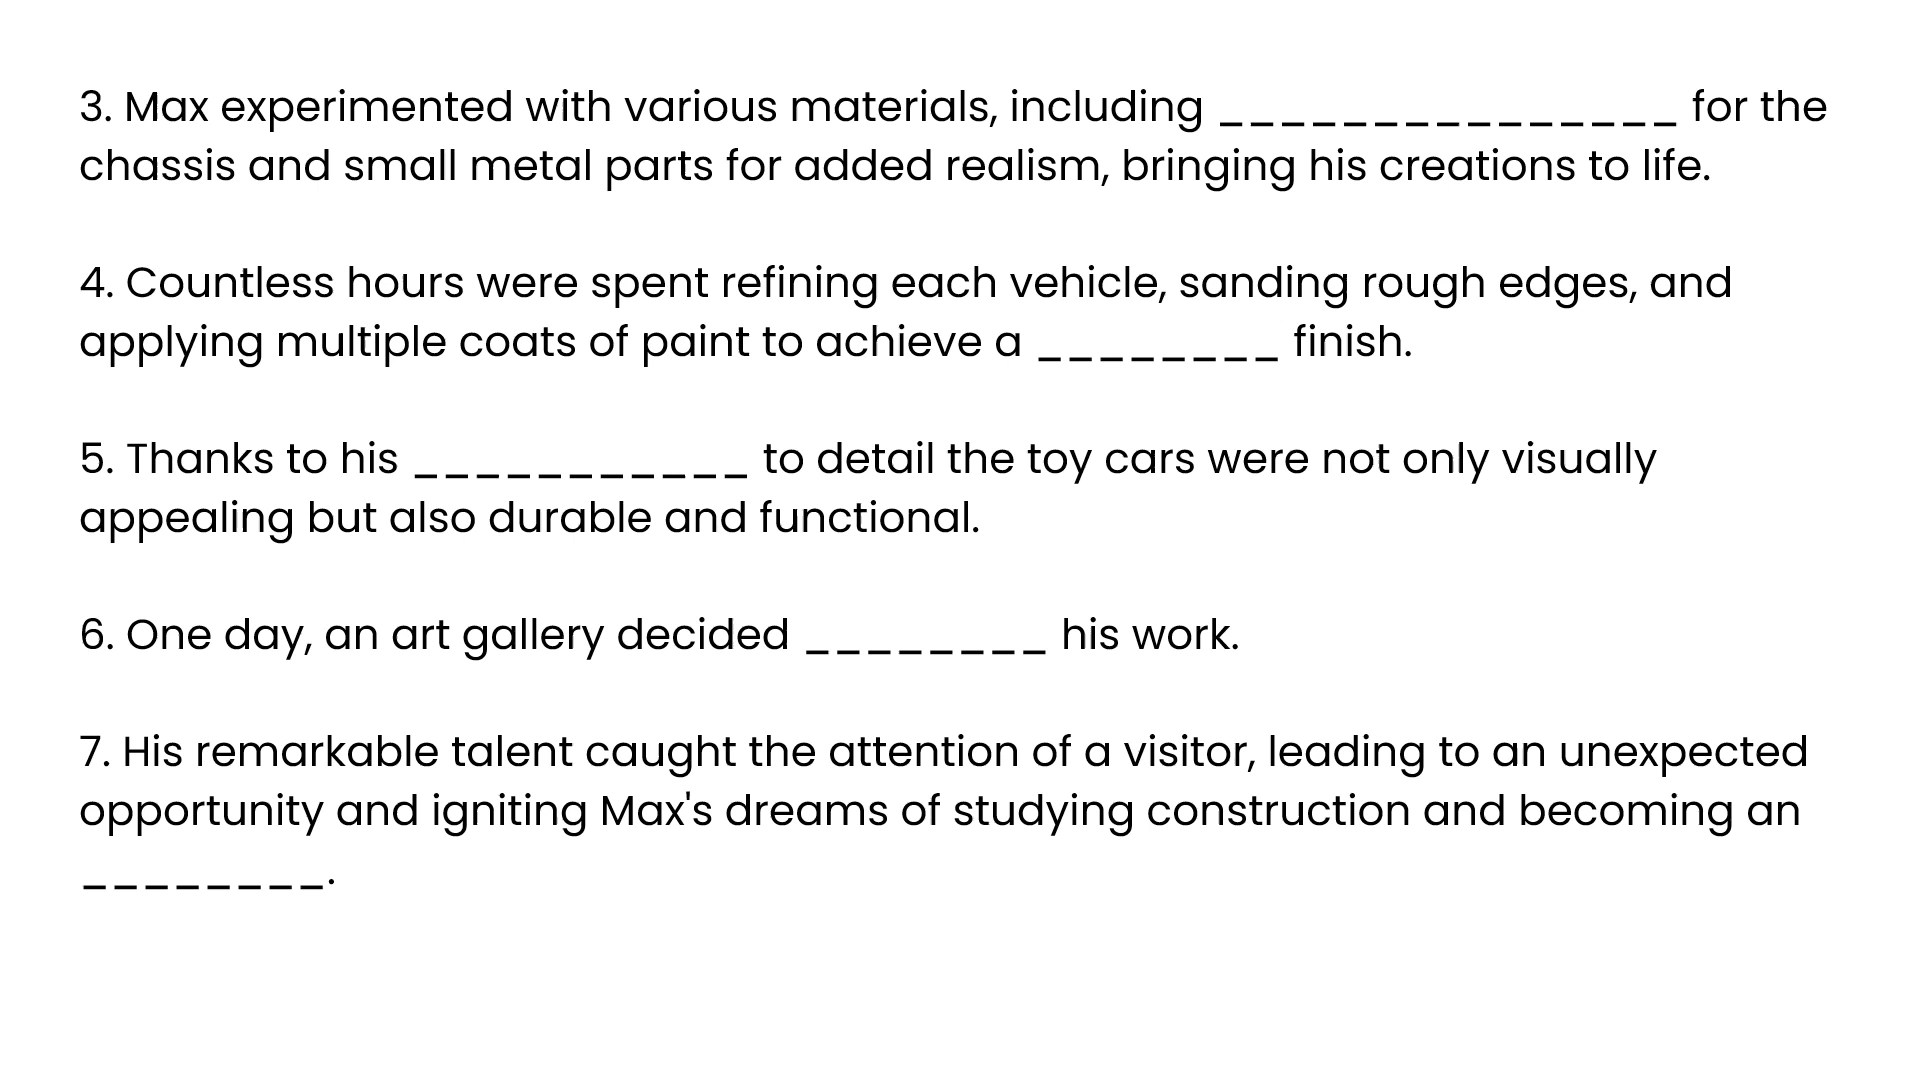 3. Max experimented with various materials, including _______________ for the
chassis and small metal parts for added realism, bringing his creations to life.
4. Countless hours were spent refining each vehicle, sanding rough edges, and
applying multiple coats of paint to achieve a ________ finish.
5. Thanks to his ___________ to detail the toy cars were not only visually
appealing but also durable and functional.
6. One day, an art gallery decided ________ his work.
7. His remarkable talent caught the attention of a visitor, leading to an unexpected
opportunity and igniting Max's dreams of studying construction and becoming an
________.